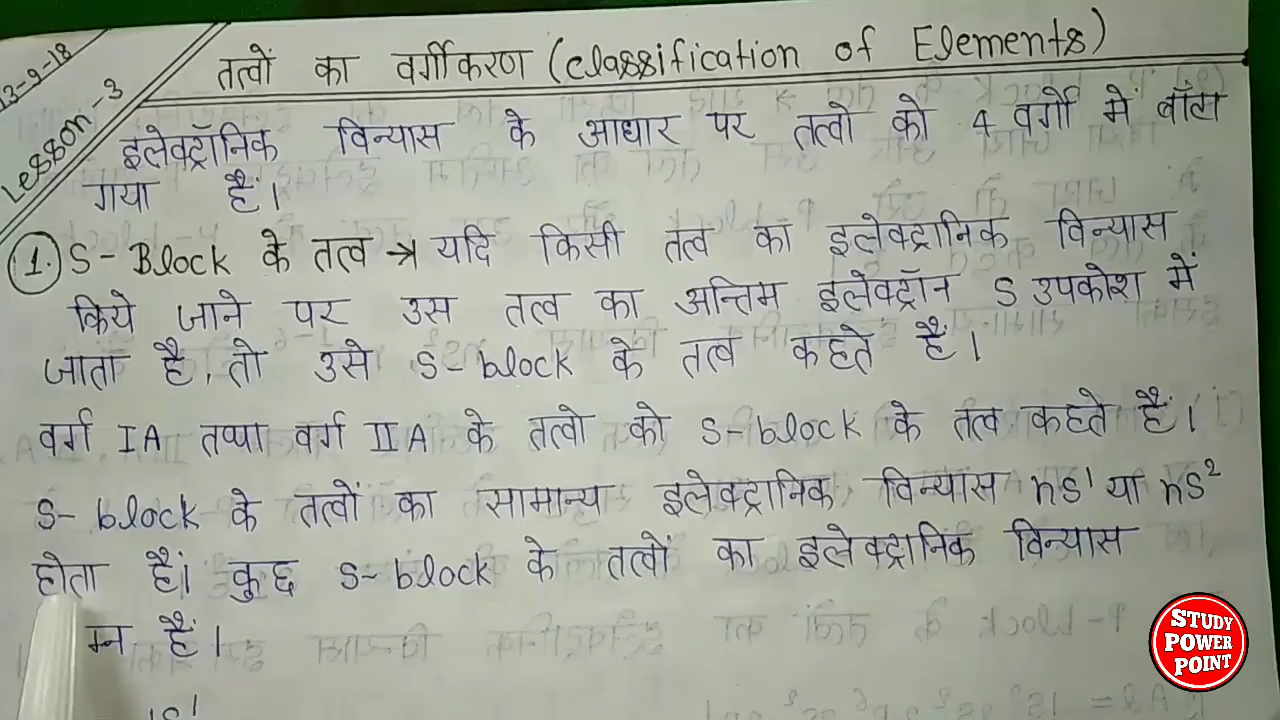 13-9-18
Lesson-3
तत्वों का वर्गीकरण (classification of Elements)
इलेक्ट्रॉनिक विन्यास के आधार पर तत्वो को 4 वर्गो में बॉटा
गया है।
1. S-Block के तत्व → यदि किसी तत्व का इलेक्ट्रानिक विन्यास
किये जाने पर उस तत्व का अन्तिम इलेक्ट्रॉन S उपकोश में
जाता है, तो उसे S-block के तत्व कहते हैं।
वर्ग IA तथा वर्ग IIA के तत्वो को S-block के तत्व कहते है।
S-block के तत्वों का सामान्य इलेक्ट्रानिक विन्यास ns¹ या ns²
होता है। कुछ S-block के तत्वों का इलेक्ट्रानिक विन्यास
म्न हैं।
STUDY
POWER
POINT